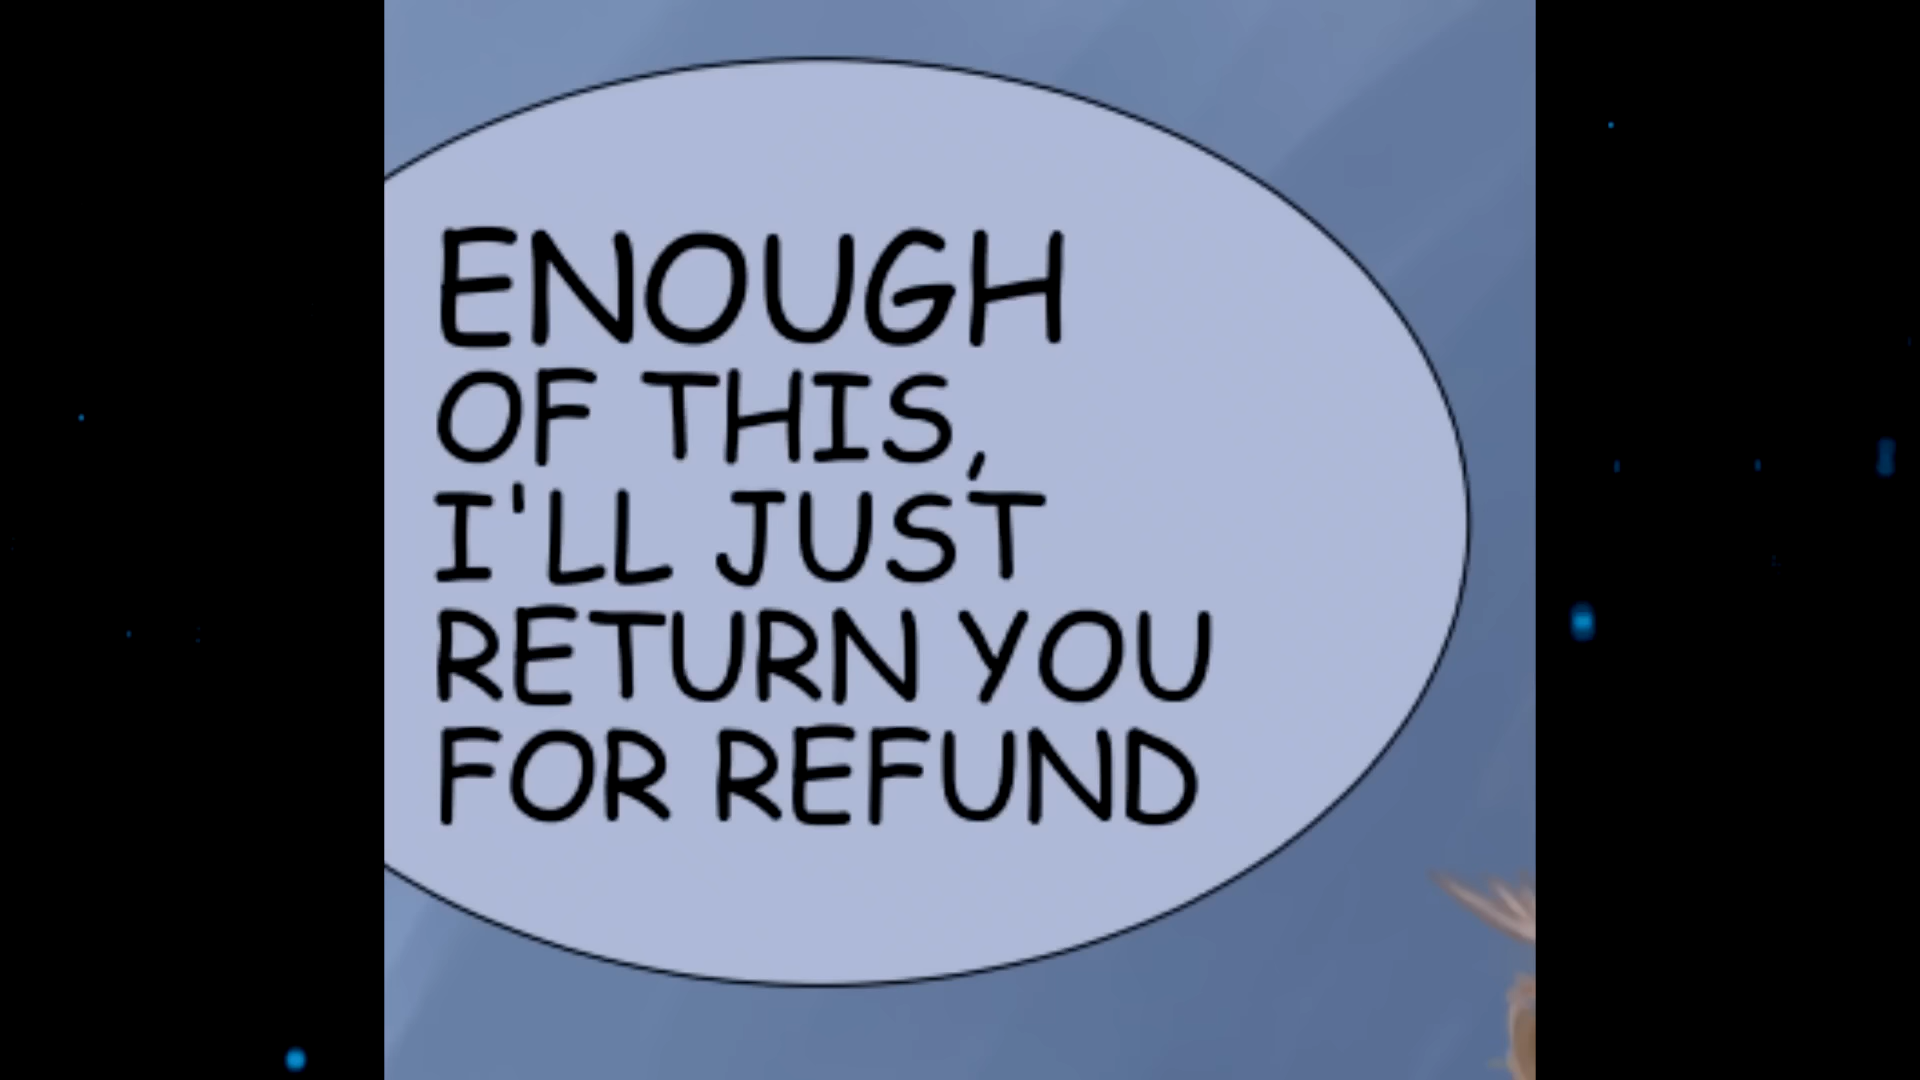 ENOUGH
OF THIS,
I'LL JUST
RETURN YOU
FOR REFUND